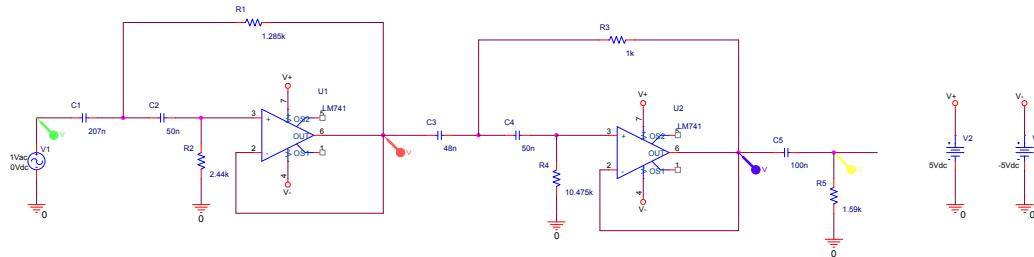 R1
1.285k
R3
1k
V+
U1
7
C1
C2
3
+
OS2
5
LM741
OUT
6
2
-
OS1
1
4
V-
207n
50n
V
V1
1Vac
0Vdc
R2
2.44k
0
0
V
C3
C4
48n
50n
V+
U2
7
3
+
OS2
5
LM741
OUT
6
2
-
OS1
1
4
V-
R4
10.475k
0
V
C5
100n
V
R5
1.59k
0
V+
V2
5Vdc
0
V-
-5Vdc
0